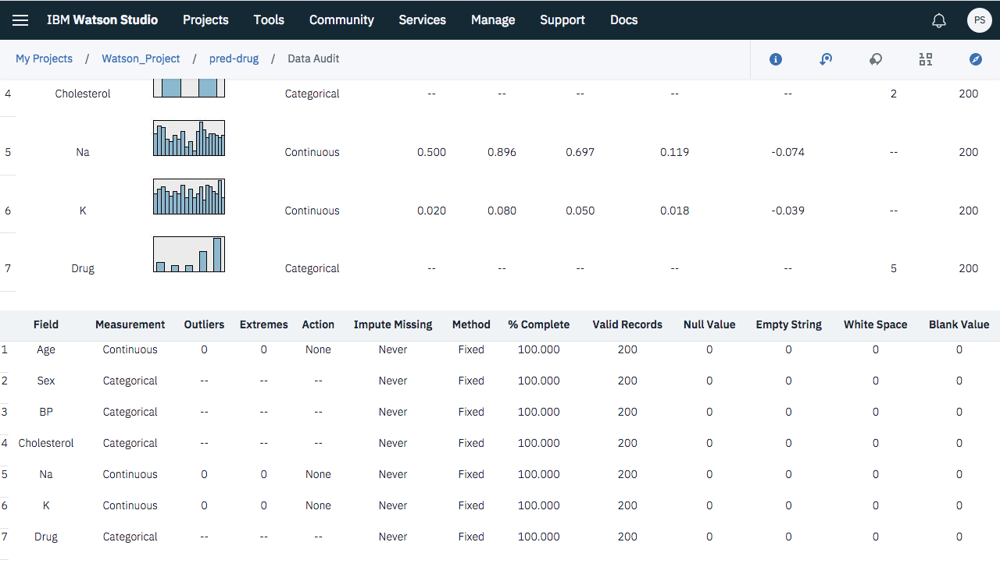 IBM Watson Studio Projects Tools Community Services Manage Support Docs PS
My Projects / Watson_Project / pred-drug / Data Audit
4 Cholesterol Categorical -- -- -- -- -- 2 200
5 Na Continuous 0.500 0.896 0.697 0.119 -0.074 -- 200
6 K Continuous 0.020 0.080 0.050 0.018 -0.039 -- 200
7 Drug Categorical -- -- -- -- -- 5 200
Field Measurement Outliers Extremes Action Impute Missing Method % Complete Valid Records Null Value Empty String White Space Blank Value
1 Age Continuous 0 0 None Never Fixed 100.000 200 0 0 0 0
2 Sex Categorical -- -- -- Never Fixed 100.000 200 0 0 0 0
3 BP Categorical -- -- -- Never Fixed 100.000 200 0 0 0 0
4 Cholesterol Categorical -- -- -- Never Fixed 100.000 200 0 0 0 0
5 Na Continuous 0 0 None Never Fixed 100.000 200 0 0 0 0
6 K Continuous 0 0 None Never Fixed 100.000 200 0 0 0 0
7 Drug Categorical -- -- -- Never Fixed 100.000 200 0 0 0 0